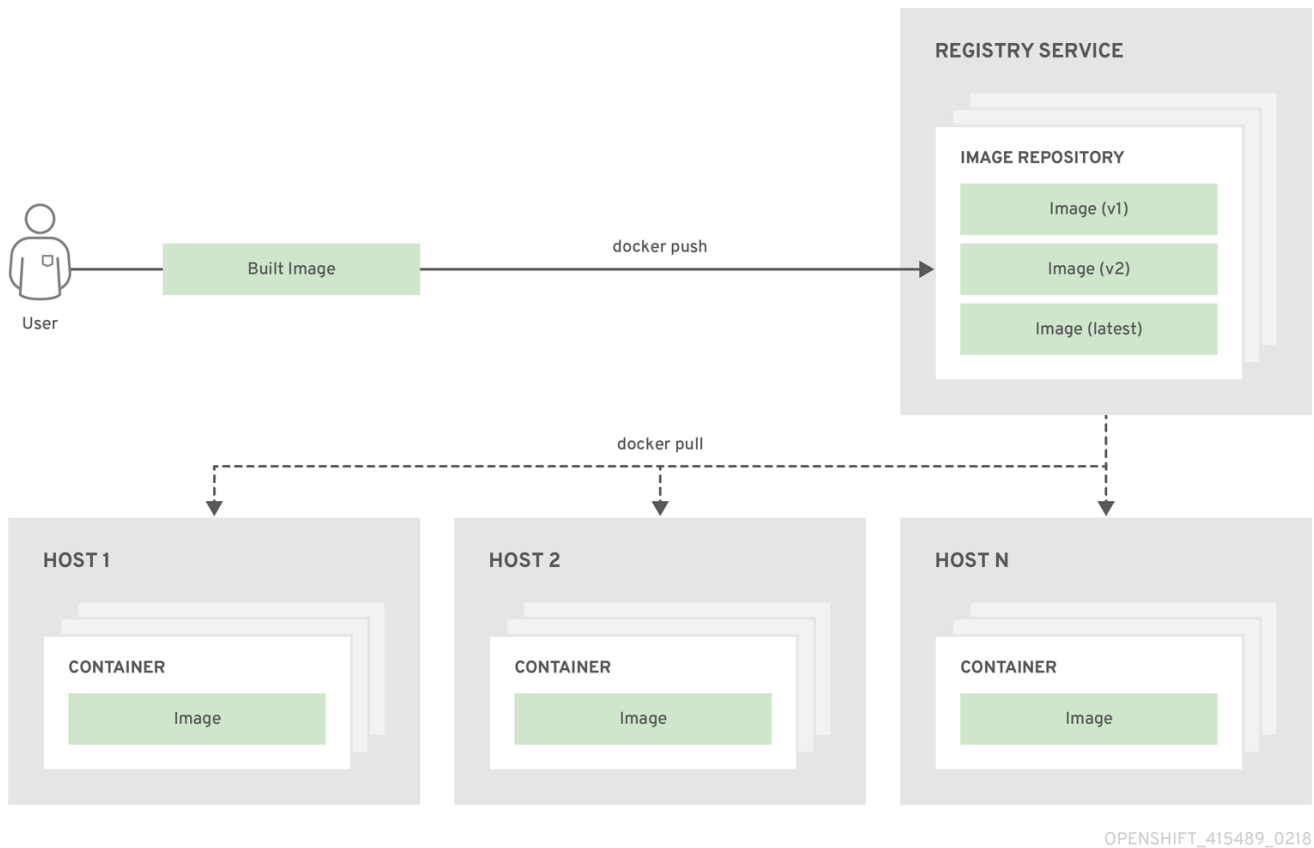 REGISTRY SERVICE
IMAGE REPOSITORY
Image (v1)
docker push
Built Image
Image (v2)
User
Image (latest)
docker pull
HOST 1
HOST 2
HOST N
CONTAINER
CONTAINER
CONTAINER
Image
Image
Image
OPENSHIFT_415489_0218